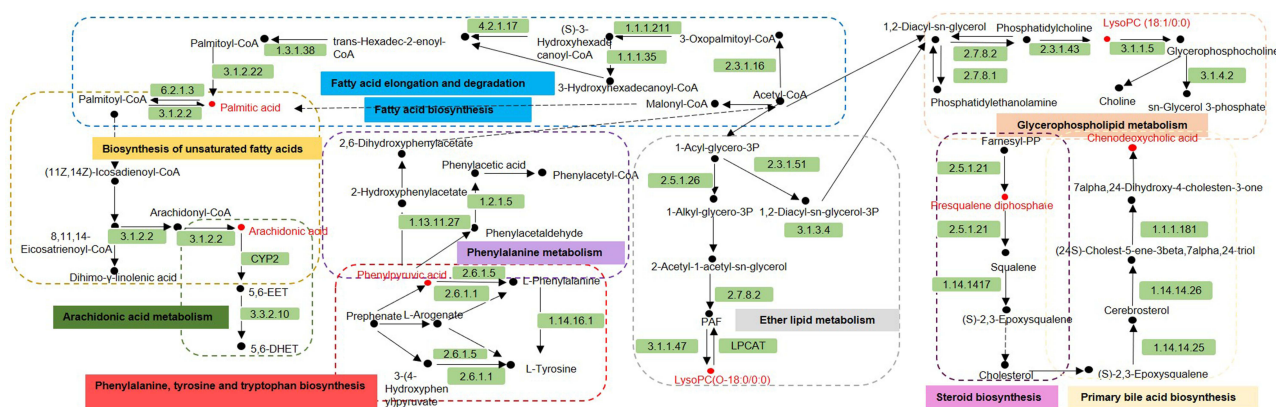 Palmitoyl-CoA
1.3.1.38
trans-Hexadec-2-enoyl-
CoA
4.2.1.17
(S)-3-
Hydroxyhexade
canoyl-CoA
1.1.1.211
1.1.1.35
3-Oxopalmitoyl-CoA
2.3.1.16
3.1.2.22
Fatty acid elongation and degradation
3-Hydroxyhexadecanoyl-CoA
6.2.1.3
Palmitoyl-CoA
3.1.2.2
Palmitic acid
Fatty acid biosynthesis
Malonyl-CoA
Acetyl-CoA
Biosynthesis of unsaturated fatty acids
(11Z,14Z)-Icosadienoyl-CoA
Arachidonyl-CoA
8,11,14-
Eicosatrienoyl-CoA
3.1.2.2
3.1.2.2
Arachidonic acid
CYP2
Dihimo-γ-linolenic acid
5,6-EET
3.3.2.10
5,6-DHET
Arachidonic acid metabolism
2,6-Dihydroxyphenylacetate
Phenylacetic acid
Phenylacetyl-CoA
2-Hydroxyphenylacetate
1.2.1.5
1.13.11.27
Phenylacetaldehyde
Phenylalanine metabolism
Phenylpyruvic acid
2.6.1.5
2.6.1.1
L-Phenylalanine
Prephenate
L-Arogenate
1.14.16.1
2.6.1.5
2.6.1.1
L-Tyrosine
3-(4-
Hydroxyphen
yl)pyruvate
Phenylalanine, tyrosine and tryptophan biosynthesis
1-Acyl-glycero-3P
2.3.1.51
2.5.1.26
1-Alkyl-glycero-3P
1,2-Diacyl-sn-glycerol-3P
3.1.3.4
2-Acetyl-1-acetyl-sn-glycerol
2.7.8.2
PAF
Ether lipid metabolism
3.1.1.47
LPCAT
LysoPC(O-18:0/0:0)
1,2-Diacyl-sn-glycerol
Phosphatidylcholine
LysoPC (18:1/0:0)
2.7.8.2
2.3.1.43
3.1.1.5
Glycerophosphocholine
2.7.8.1
3.1.4.2
Phosphatidylethanolamine
Choline
sn-Glycerol 3-phosphate
Glycerophospholipid metabolism
Farnesyl-PP
2.5.1.21
Presqualene diphosphate
2.5.1.21
Squalene
1.14.1417
(S)-2,3-Epoxysqualene
Cholesterol
Steroid biosynthesis
Chenodeoxycholic acid
7alpha,24-Dihydroxy-4-cholesten-3-one
1.1.1.181
(24S)-Cholest-5-ene-3beta,7alpha,24-triol
1.14.14.26
Cerebrosterol
1.14.14.25
(S)-2,3-Epoxysqualene
Primary bile acid biosynthesis